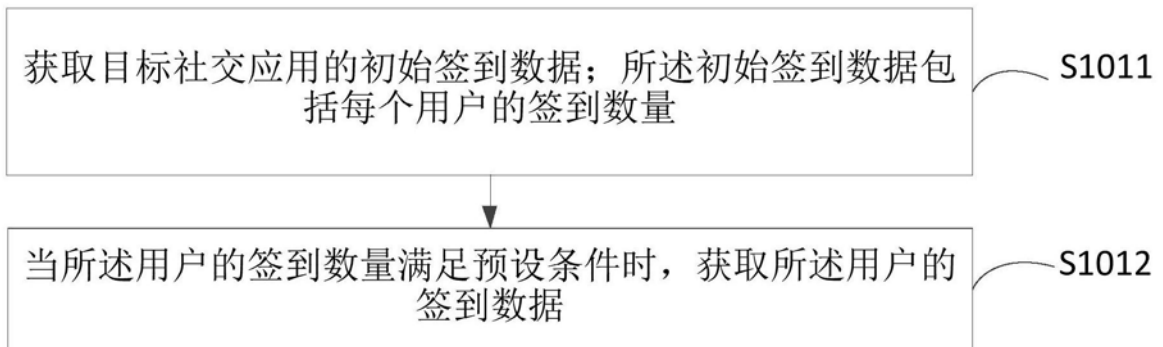 获取目标社交应用的初始签到数据；所述初始签到数据包
括每个用户的签到数量
S1011
当所述用户的签到数量满足预设条件时，获取所述用户的
签到数据
S1012